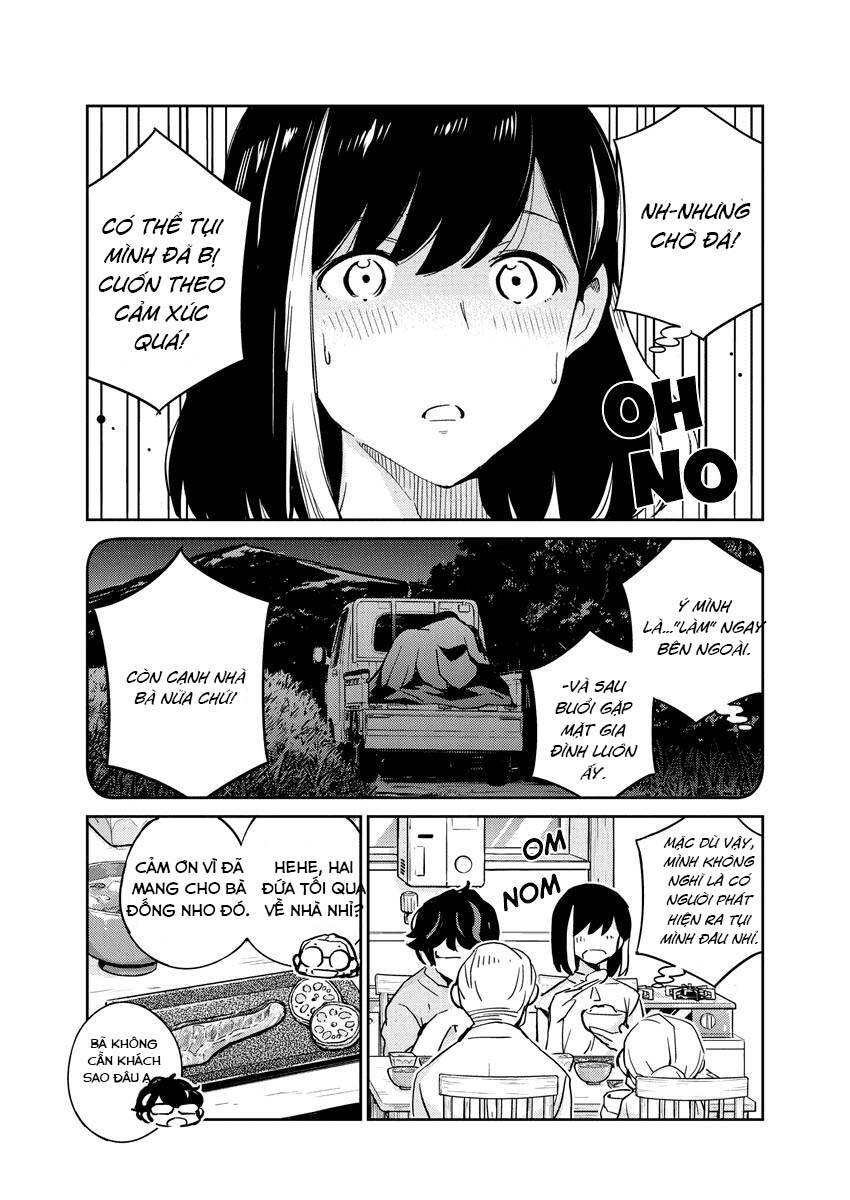 NH-NHƯNG
CHỜ ĐÃ!
CÓ THỂ TỤI
MÌNH ĐÃ BỊ
CUỐN THEO
CẢM XÚC
QUÁ!
OH
NO
Ý MÌNH
LÀ..."LÀM" NGAY
BÊN NGOÀI.
-VÀ SAU
BUỔI GẶP
MẶT GIA
ĐÌNH LUÔN
ẤY.
CÒN CẠNH NHÀ
BÀ NỮA CHỨ!
MẶC DÙ VẬY,
MÌNH KHÔNG
NGHĨ LÀ CÓ
NGƯỜI PHÁT
HIỆN RA TỤI
MÌNH ĐÂU NHỈ.
OM
NOM
HEHE, HAI
ĐỨA TỐI QUA
VỀ NHÀ NHỈ?
CẢM ƠN VÌ ĐÃ
MANG CHO BÀ
ĐỐNG NHO ĐÓ.
BÀ KHÔNG
CẦN KHÁCH
SAO ĐÂU Ạ.